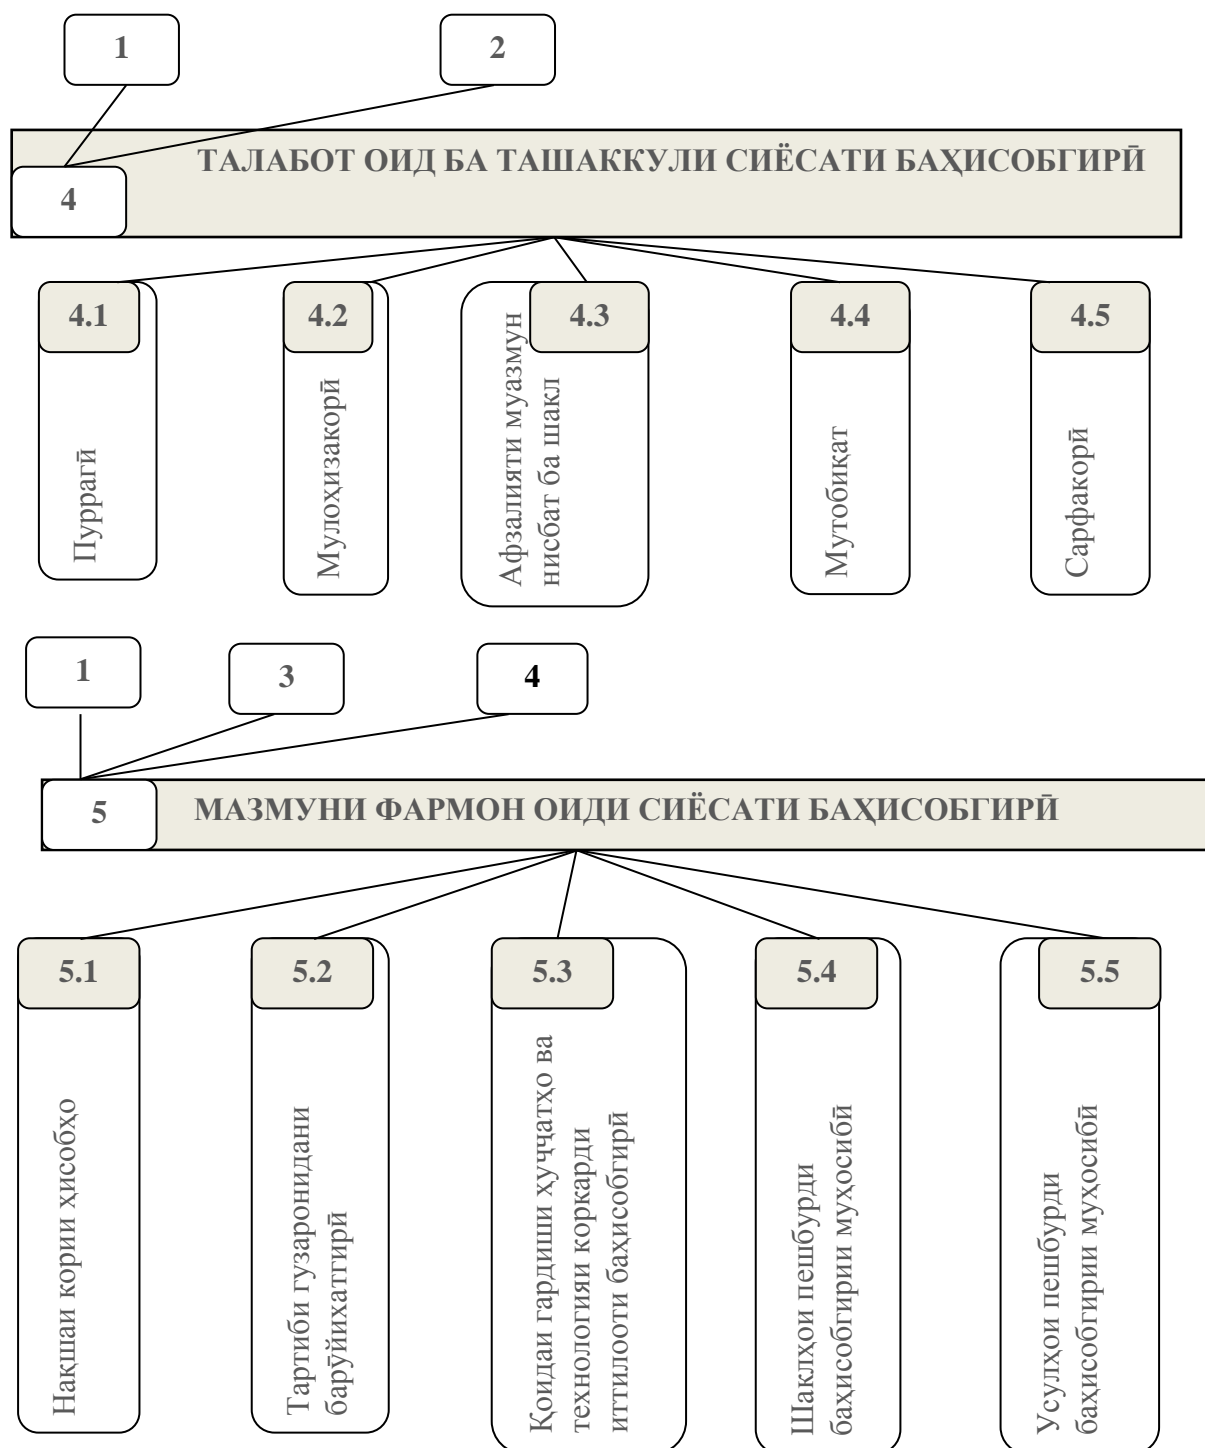 1
2
ТАЛАБОТ ОИД БА ТАШАККУЛИ СИЁСАТИ БАҲИСОБГИРӢ
4
4.1
4.2
4.3
4.4
4.5
Пуррагӣ
Мулоҳизакорӣ
Афзалияти муазмун
нисбат ба шакл
Мутобиқат
Сарфакорӣ
1
3
4
5
МАЗМУНИ ФАРМОН ОИДИ СИЁСАТИ БАҲИСОБГИРӢ
5.1
5.2
5.3
5.4
5.5
Нақшаи кории ҳисобҳо
Тартиби гузаронидани
барӯйихатгирӣ
Қоидаи гардиши ҳуҷҷатҳо ва
технологияи коркарди
иттилооти баҳисобгирӣ
Шаклҳои пешбурди
баҳисобгирии муҳосибӣ
Усулҳои пешбурди
баҳисобгирии муҳосибӣ